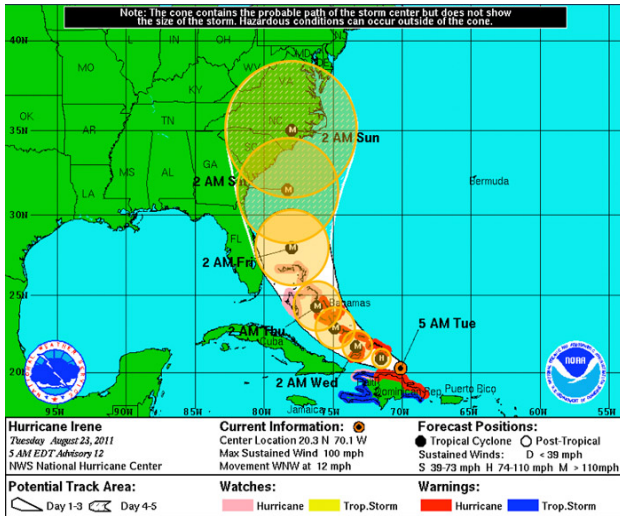 Note: The cone contains the probable path of the storm center but does not show
the size of the storm. Hazardous conditions can occur outside of the cone.
40N
35N
30N
25N
20N
95W 90W 85W 80W 75W 70W 65W 60W 55W
IL IN OH
NJ
MD
MO
WV
VA
KY
OK
AR
TN
NC
SC
MS
AL
GA
LA
FL
2 AM Sun
2 AM
Bermuda
2 AM Fri
Bahamas
2 AM Thu
Cuba
5 AM Tue
2 AM Wed
Dominican Rep.
Puerto Rico
Jamaica
M
M
M
M
M
M
H
NOAA
Hurricane Irene
Tuesday August 23, 2011
5 AM EDT Advisory 12
NWS National Hurricane Center
Current Information:
Center Location 20.3 N 70.1 W
Max Sustained Wind 100 mph
Movement WNW at 12 mph
Forecast Positions:
Tropical Cyclone Post-Tropical
Sustained Winds: D < 39 mph
S 39-73 mph H 74-110 mph M > 110mph
Potential Track Area:
Day 1-3 Day 4-5
Watches:
Hurricane Trop.Storm
Warnings:
Hurricane Trop.Storm